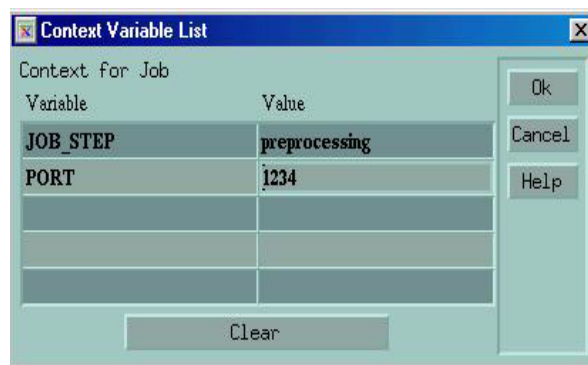 Context Variable List
Context for Job
Variable Value
JOB_STEP preprocessing
PORT 1234
Ok
Cancel
Help
Clear